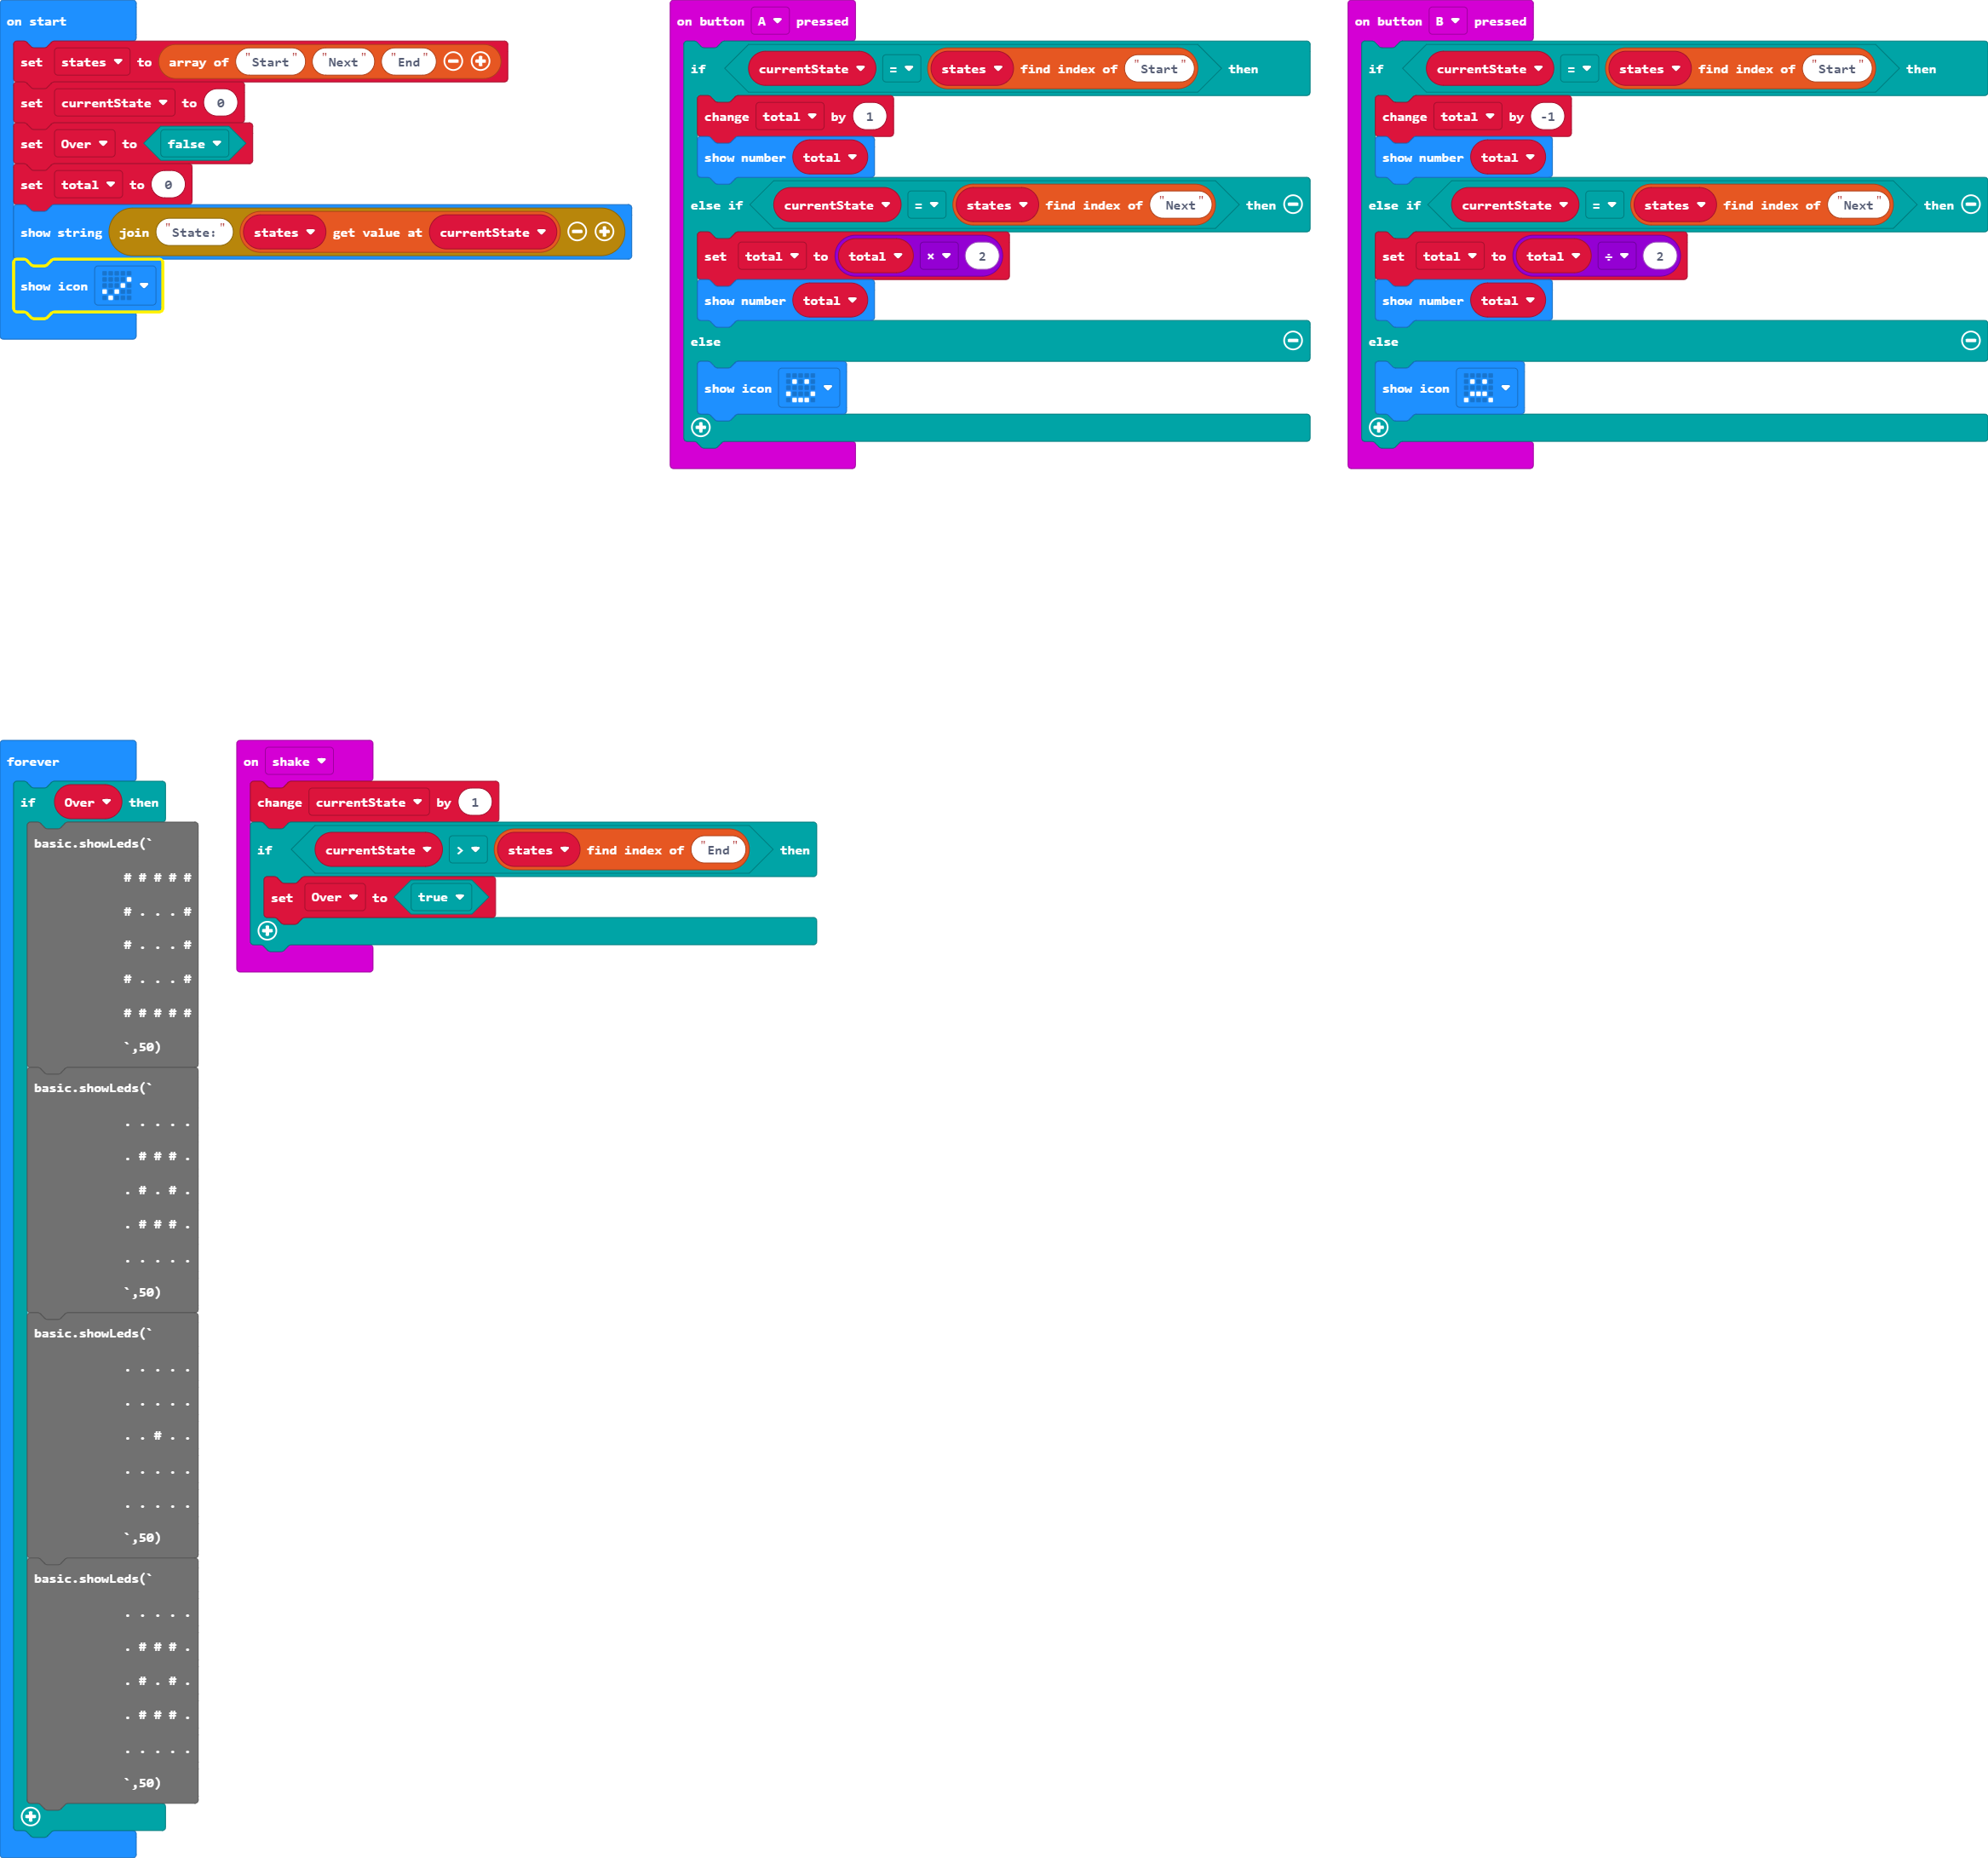 on start
set states to array of "Start" "Next" "End"
set currentState to 0
set Over to false
set total to 0
show string join "State:" states get value at currentState
show icon
on button A pressed
if currentState = states find index of "Start" then
change total by 1
show number total
else if currentState = states find index of "Next" then
set total to total × 2
show number total
else
show icon
on button B pressed
if currentState = states find index of "Start" then
change total by -1
show number total
else if currentState = states find index of "Next" then
set total to total ÷ 2
show number total
else
show icon
forever
if Over then
basic.showLeds(`
# # # # #
# . . . #
# . . . #
# . . . #
# # # # #
`,50)
basic.showLeds(`
. . . . .
. # # # .
. # . # .
. # # # .
. . . . .
`,50)
basic.showLeds(`
. . . . .
. . . . .
. . # . .
. . . . .
. . . . .
`,50)
basic.showLeds(`
. . . . .
. # # # .
. # . # .
. # # # .
. . . . .
`,50)
on shake
change currentState by 1
if currentState > states find index of "End" then
set Over to true